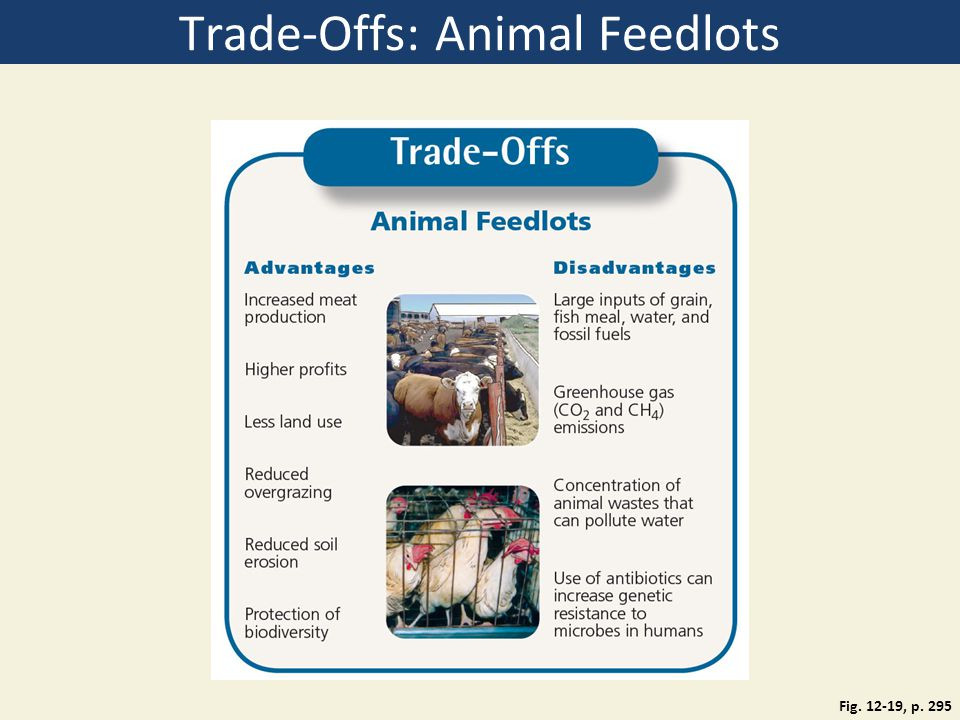 Trade-Offs: Animal Feedlots
Trade-Offs
Animal Feedlots
Advantages
Increased meat
production
Higher profits
Less land use
Reduced
overgrazing
Reduced soil
erosion
Protection of
biodiversity
Disadvantages
Large inputs of grain,
fish meal, water, and
fossil fuels
Greenhouse gas
(CO₂ and CH₄)
emissions
Concentration of
animal wastes that
can pollute water
Use of antibiotics can
increase genetic
resistance to
microbes in humans
Fig. 12-19, p. 295